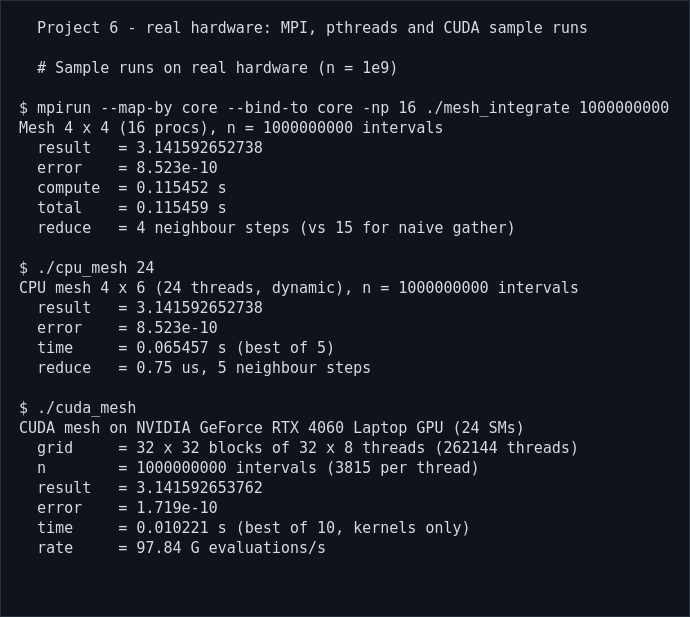 Project 6 - real hardware: MPI, pthreads and CUDA sample runs
# Sample runs on real hardware (n = 1e9)
$ mpirun --map-by core --bind-to core -np 16 ./mesh_integrate 1000000000
Mesh 4 x 4 (16 procs), n = 1000000000 intervals
  result   = 3.141592652738
  error    = 8.523e-10
  compute  = 0.115452 s
  total    = 0.115459 s
  reduce   = 4 neighbour steps (vs 15 for naive gather)
$ ./cpu_mesh 24
CPU mesh 4 x 6 (24 threads, dynamic), n = 1000000000 intervals
  result   = 3.141592652738
  error    = 8.523e-10
  time     = 0.065457 s (best of 5)
  reduce   = 0.75 us, 5 neighbour steps
$ ./cuda_mesh
CUDA mesh on NVIDIA GeForce RTX 4060 Laptop GPU (24 SMs)
  grid     = 32 x 32 blocks of 32 x 8 threads (262144 threads)
  n        = 1000000000 intervals (3815 per thread)
  result   = 3.141592653762
  error    = 1.719e-10
  time     = 0.010221 s (best of 10, kernels only)
  rate     = 97.84 G evaluations/s